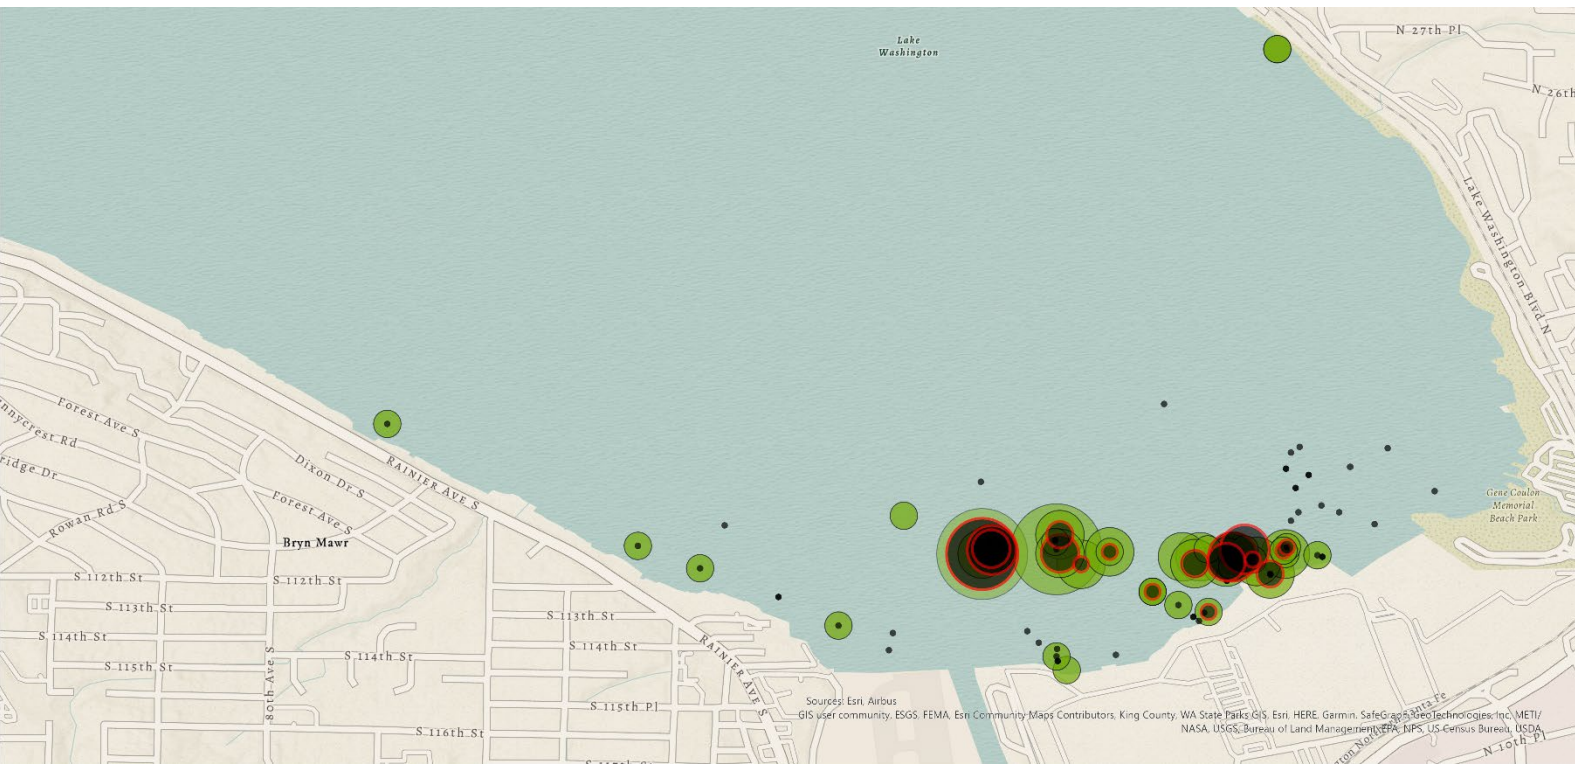 Lake
Washington
N 27th Pl
N 26th
Lake Washington Blvd N
Forest Ave S
nnycrest Rd
ridge Dr
Dixon Dr S
RAINIER AVE S
Rowan Rd S
Forest Ave S
Bryn Mawr
Gene Coulon
Memorial
Beach Park
S 112th St
S 112th St
S 113th St
S 113th St
S 114th St
S 114th St
S 114th St
S 115th St
80th Ave S
RAINIER AVE S
S 115th Pl
S 116th St
Sources: Esri, Airbus
GIS user community, ESGS, FEMA, Esri Community Maps Contributors, King County, WA State Parks GIS, Esri, HERE, Garmin, SafeGraph, GeoTechnologies, Inc, METI/
NASA, USGS, Bureau of Land Management, EPA, NPS, US Census Bureau, USDA
N 10th Pl